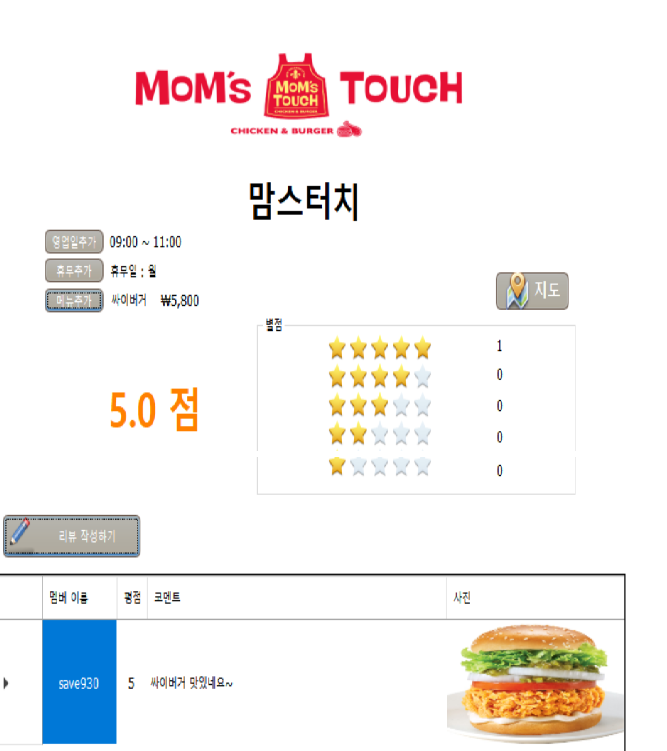 MOM's TOUCH
MOM's TOUCH
CHICKEN & BURGER
맘스터치
영업일추가 09:00 ~ 11:00
휴무추가 휴무일 : 월
메뉴추가 싸이버거 ₩5,800
지도
별점
1
0
5.0 점
0
0
0
리뷰 작성하기
멤버 이름 평점 코멘트 사진
save930 5 싸이버거 맛있네요~